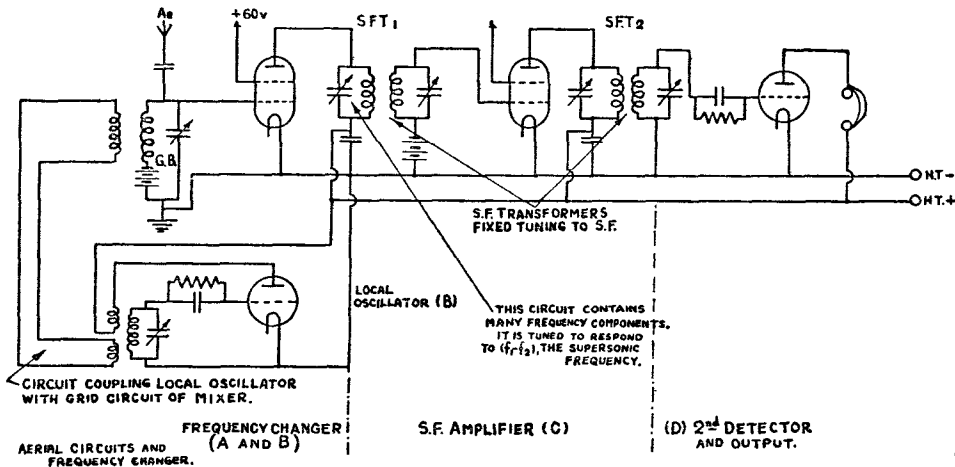 Ae
+60v
S.F.T1
S.F.T2
G.B.
H.T-
H.T.+
S.F. TRANSFORMERS
FIXED TUNING TO S.F.
LOCAL
OSCILLATOR (B)
THIS CIRCUIT CONTAINS
MANY FREQUENCY COMPONENTS.
IT IS TUNED TO RESPOND
TO (f1-f2), THE SUPERSONIC
FREQUENCY.
CIRCUIT COUPLING LOCAL OSCILLATOR
WITH GRID CIRCUIT OF MIXER.
FREQUENCY CHANGER
(A AND B)
S.F. AMPLIFIER (C)
(D) 2nd DETECTOR
AND OUTPUT.
AERIAL CIRCUITS AND
FREQUENCY CHANGER.